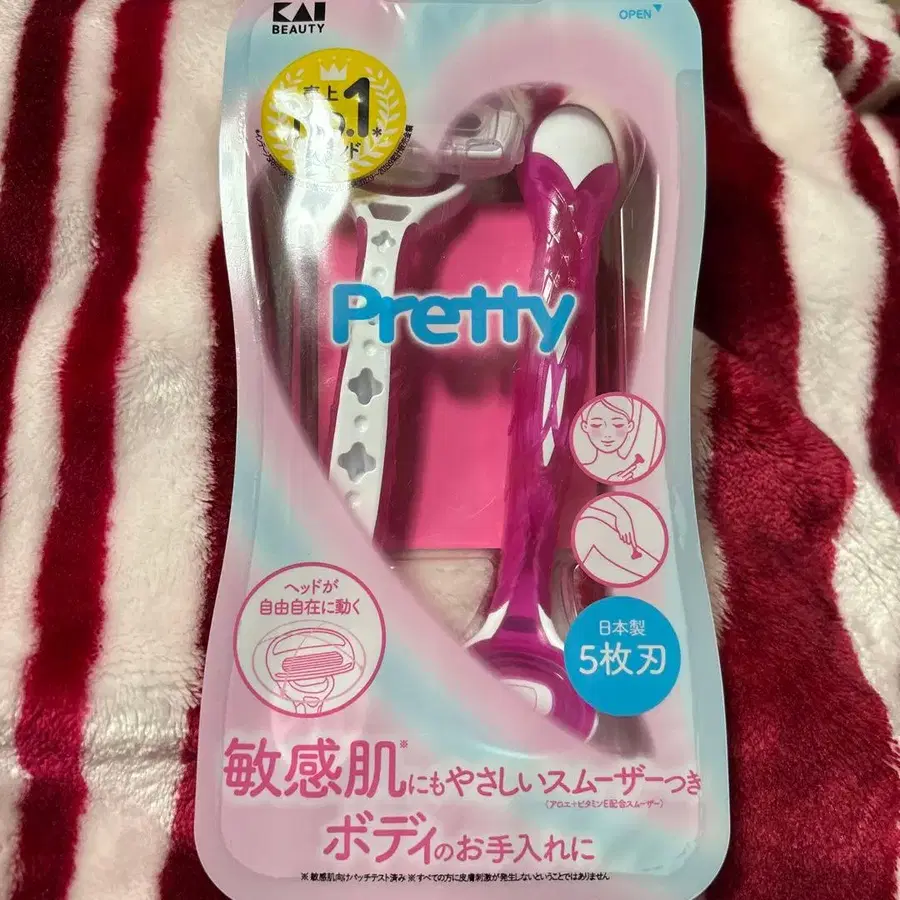 KAI
BEAUTY
OPEN
売上
No.1*
Pretty
ヘッドが
自由自在に動く
日本製
5枚刃
敏感肌※にもやさしいスムーザーつき
(アロエ+ビタミンE配合スムーザー)
ボディのお手入れに
※敏感肌向けパッチテスト済み ※すべての方に皮膚刺激が発生しないということではありません